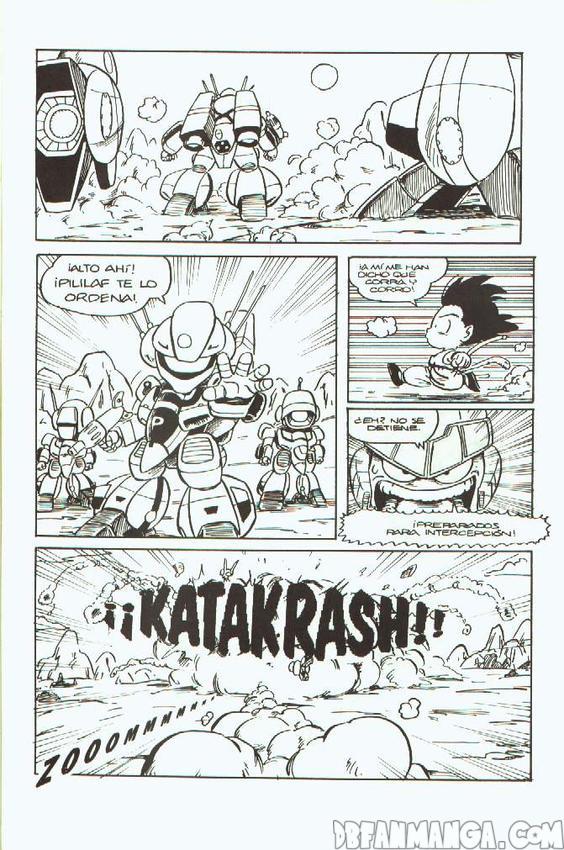 ¡ALTO AHÍ!
¡PILILAF TE LO
ORDENA!
¡A MÍ ME HAN
DICHO QUE
CORRA Y
CORRO!
¿EH? NO SE
DETIENE.
¡PREPARADOS
PARA INTERCEPCIÓN!
¡¡KATAKRASH!!
ZOOOMMMMMM...
DBFANMANGA.COM